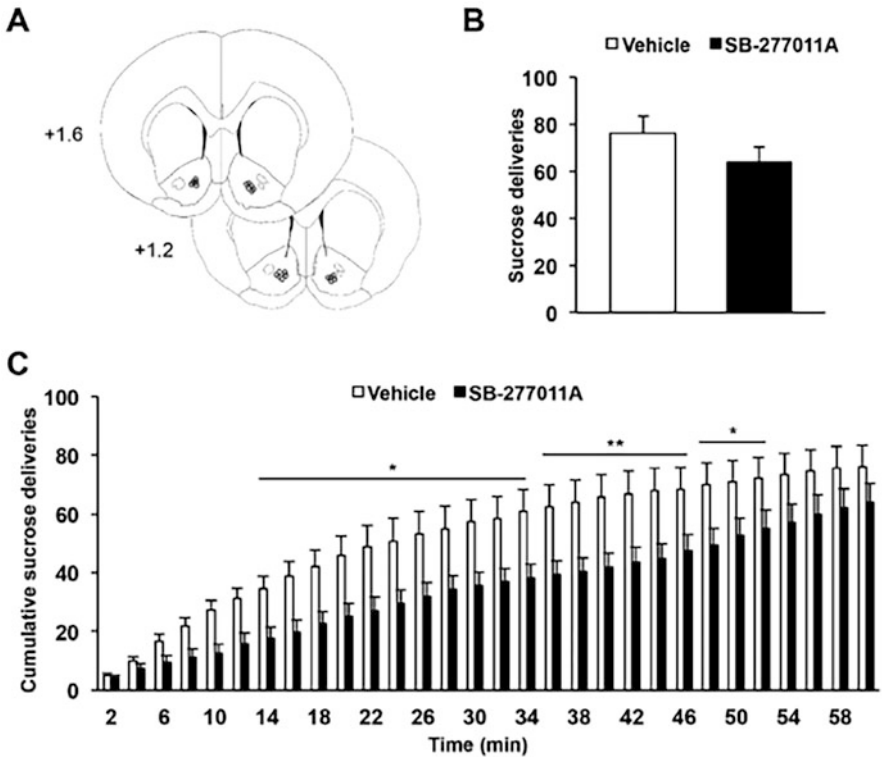 A
+1.6
+1.2
B
Vehicle SB-277011A
100
80
60
40
20
0
Sucrose deliveries
C
Vehicle SB-277011A
100
80
60
40
20
0
Cumulative sucrose deliveries
* ** *
2 6 10 14 18 22 26 30 34 38 42 46 50 54 58
Time (min)